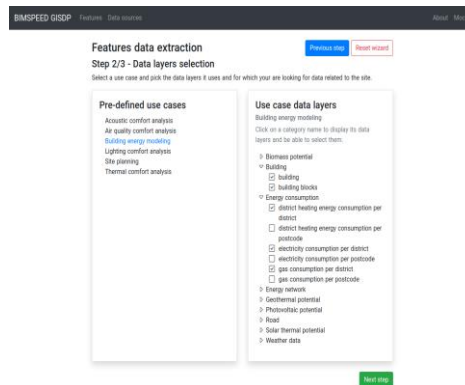 BIMSPEED GISDP Features Data sources About
Features data extraction
Previous step Reset wizard
Step 2/3 - Data layers selection
Select a use case and pick the data layers it uses and for which your are looking for data related to the site.
Pre-defined use cases
Acoustic comfort analysis
Air quality comfort analysis
Building energy modeling
Lighting comfort analysis
Site planning
Thermal comfort analysis
Use case data layers
Building energy modeling
Click on a category name to display its data
layers and be able to select them.
Biomass potential
Building
building
building blocks
Energy consumption
district heating energy consumption per
district
district heating energy consumption per
postcode
electricity consumption per district
electricity consumption per postcode
gas consumption per district
gas consumption per postcode
Energy network
Geothermal potential
Photovoltaic potential
Road
Solar thermal potential
Weather data
Next step